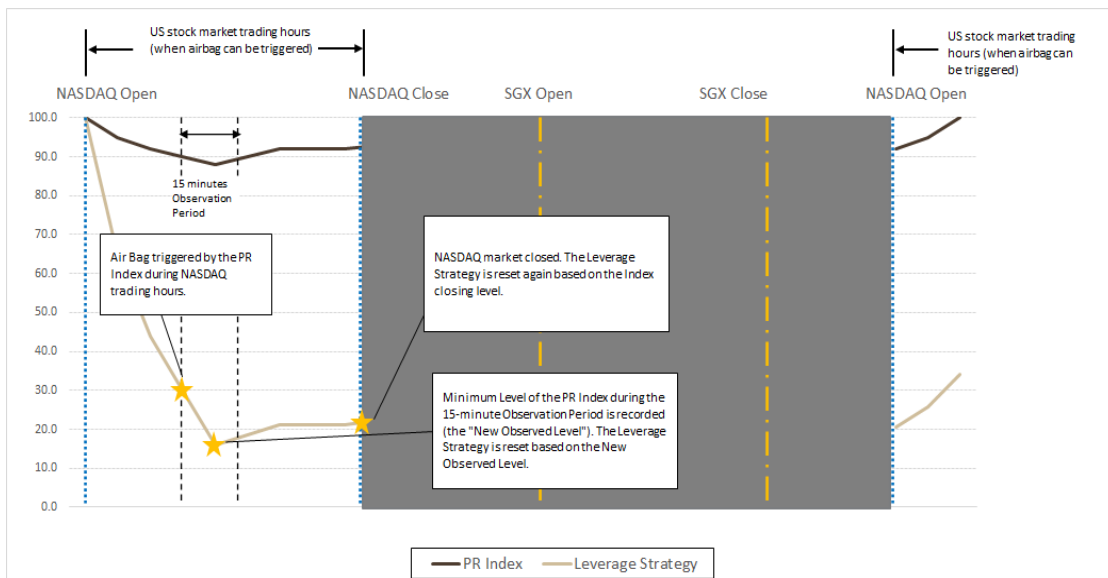 US stock market trading hours
(when airbag can be triggered)
US stock market trading
hours (when airbag can
be triggered)
NASDAQ Open
NASDAQ Close
SGX Open
SGX Close
NASDAQ Open
100.0
90.0
80.0
70.0
60.0
50.0
40.0
30.0
20.0
10.0
0.0
15 minutes
Observation
Period
Air Bag triggered by the PR
Index during NASDAQ
trading hours.
NASDAQ market closed. The Leverage
Strategy is reset again based on the Index
closing level.
Minimum Level of the PR Index during the
15-minute Observation Period is recorded
(the "New Observed Level"). The Leverage
Strategy is reset based on the New
Observed Level.
PR Index
Leverage Strategy